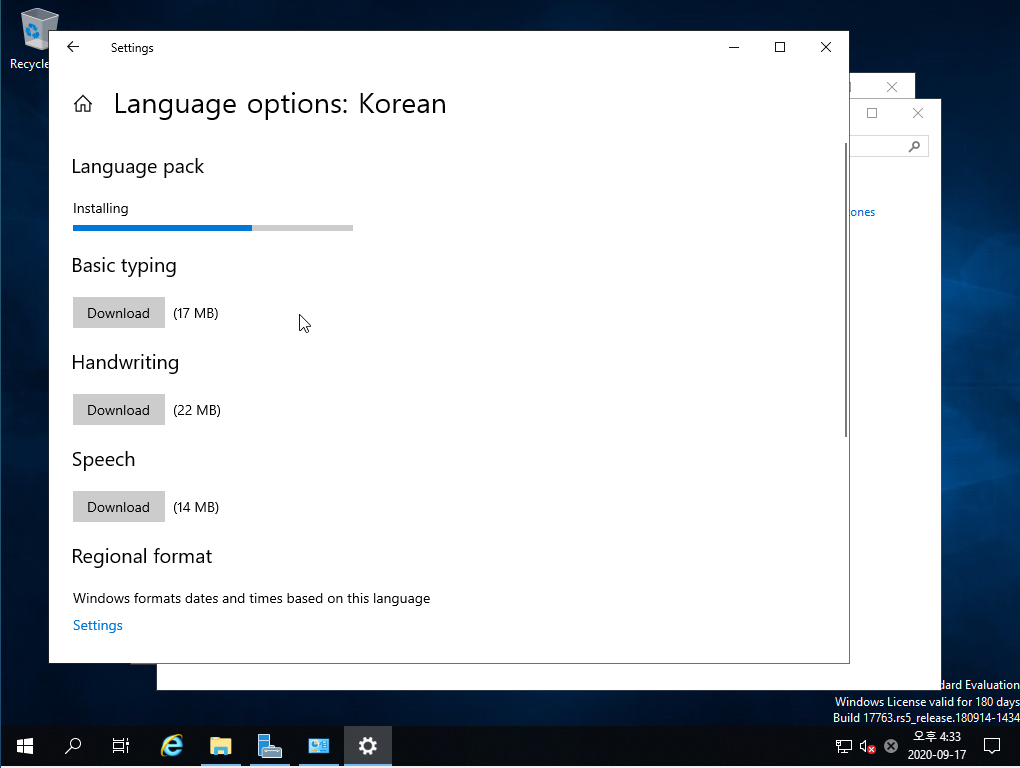 Recycle
Settings
Language options: Korean
Language pack
Installing
Basic typing
Download (17 MB)
Handwriting
Download (22 MB)
Speech
Download (14 MB)
Regional format
Windows formats dates and times based on this language
Settings
ones
dard Evaluation
Windows License valid for 180 days
Build 17763.rs5_release.180914-1434
오후 4:33
2020-09-17